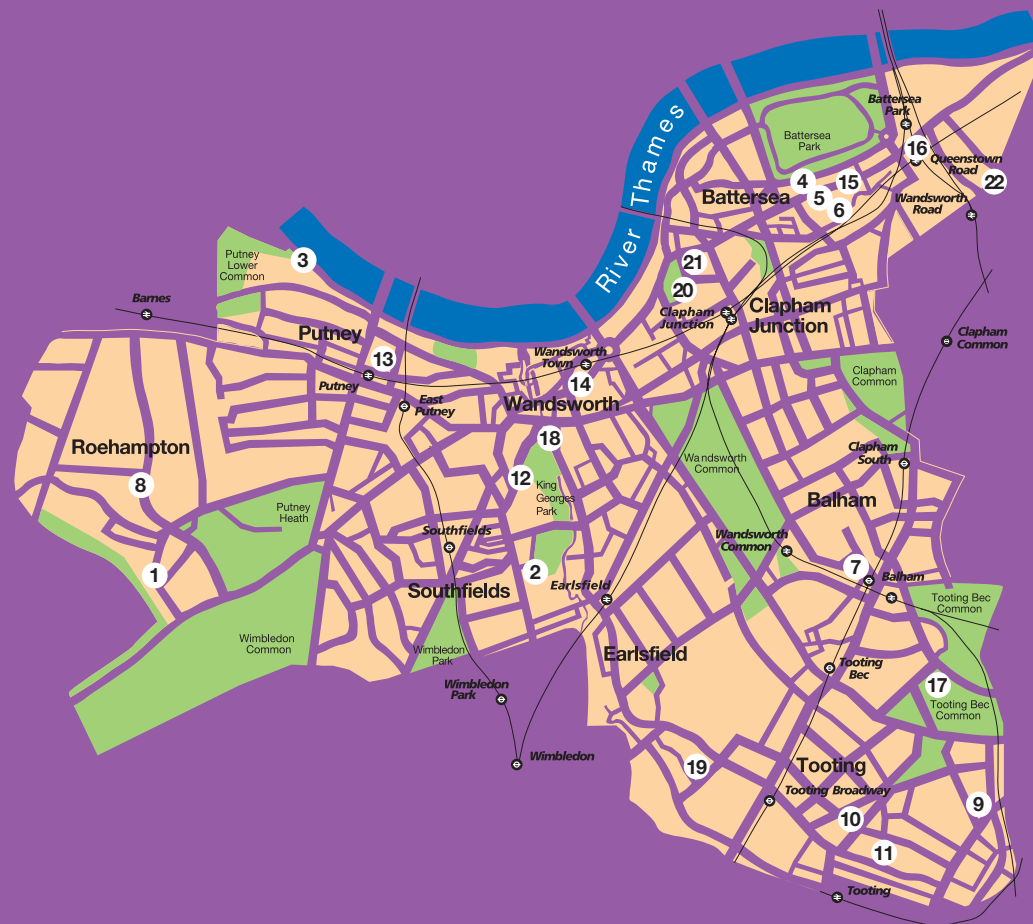 Battersea
Park
Battersea
Park
16
Queenstown
Road
River Thames
4
15
22
Battersea
5
6
Wandsworth
Road
Putney
Lower
Common
3
21
20
Barnes
Clapham
Junction
Clapham
Junction
Putney
Clapham
Common
13
Wandsworth
Town
Putney
14
Clapham
Common
East
Putney
Wandsworth
Roehampton
18
Wandsworth
Common
Clapham
South
8
12
King
Georges
Park
Balham
Putney
Heath
Southfields
Wandsworth
Common
1
2
7
Balham
Southfields
Earlsfield
Tooting Bec
Common
Wimbledon
Common
Wimbledon
Park
Earlsfield
Tooting
Bec
17
Wimbledon
Park
Tooting Bec
Common
Wimbledon
19
Tooting
Tooting Broadway
10
9
11
Tooting